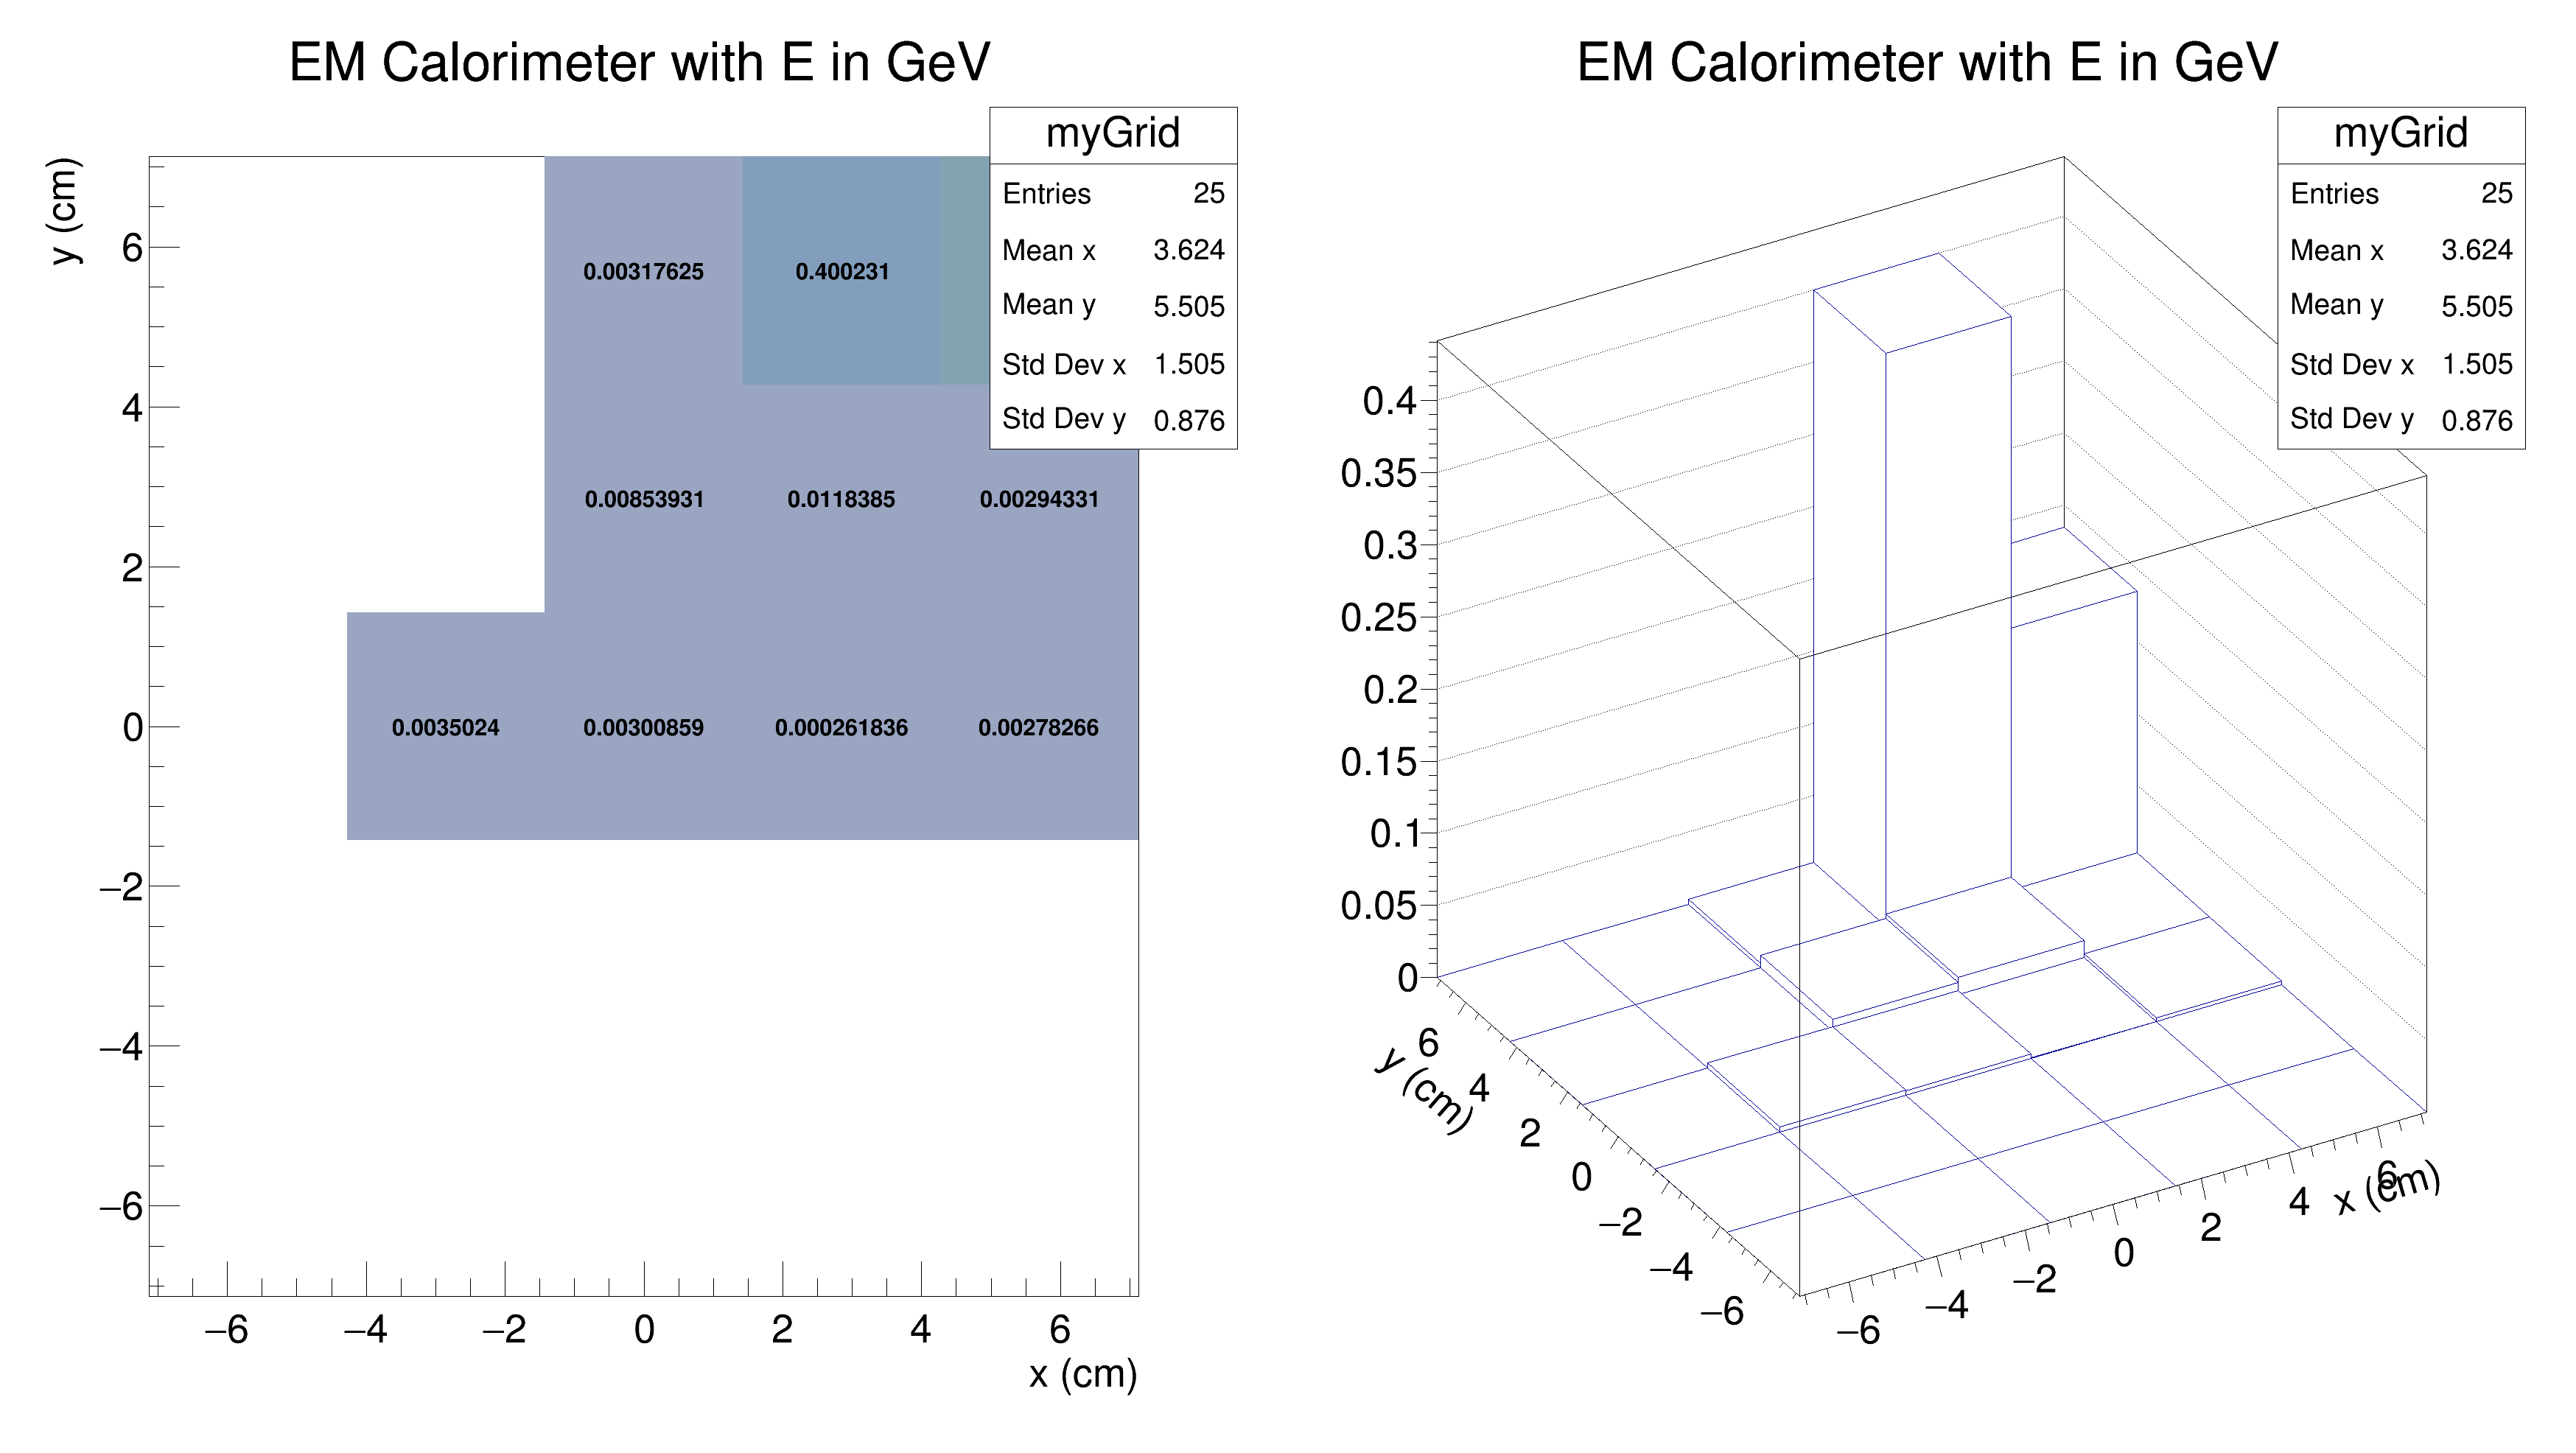 EM Calorimeter with E in GeV
myGrid
Entries 25
Mean x 3.624
Mean y 5.505
Std Dev x 1.505
Std Dev y 0.876
y (cm)
6
4
2
0
−2
−4
−6
0.00317625 0.400231
0.00853931 0.0118385 0.00294331
0.0035024 0.00300859 0.000261836 0.00278266
−6 −4 −2 0 2 4 6
x (cm)
EM Calorimeter with E in GeV
myGrid
Entries 25
Mean x 3.624
Mean y 5.505
Std Dev x 1.505
Std Dev y 0.876
0.4
0.35
0.3
0.25
0.2
0.15
0.1
0.05
0
y (cm)
6
4
2
0
−2
−4
−6
−6 −4 −2 0 2 4 6
x (cm)